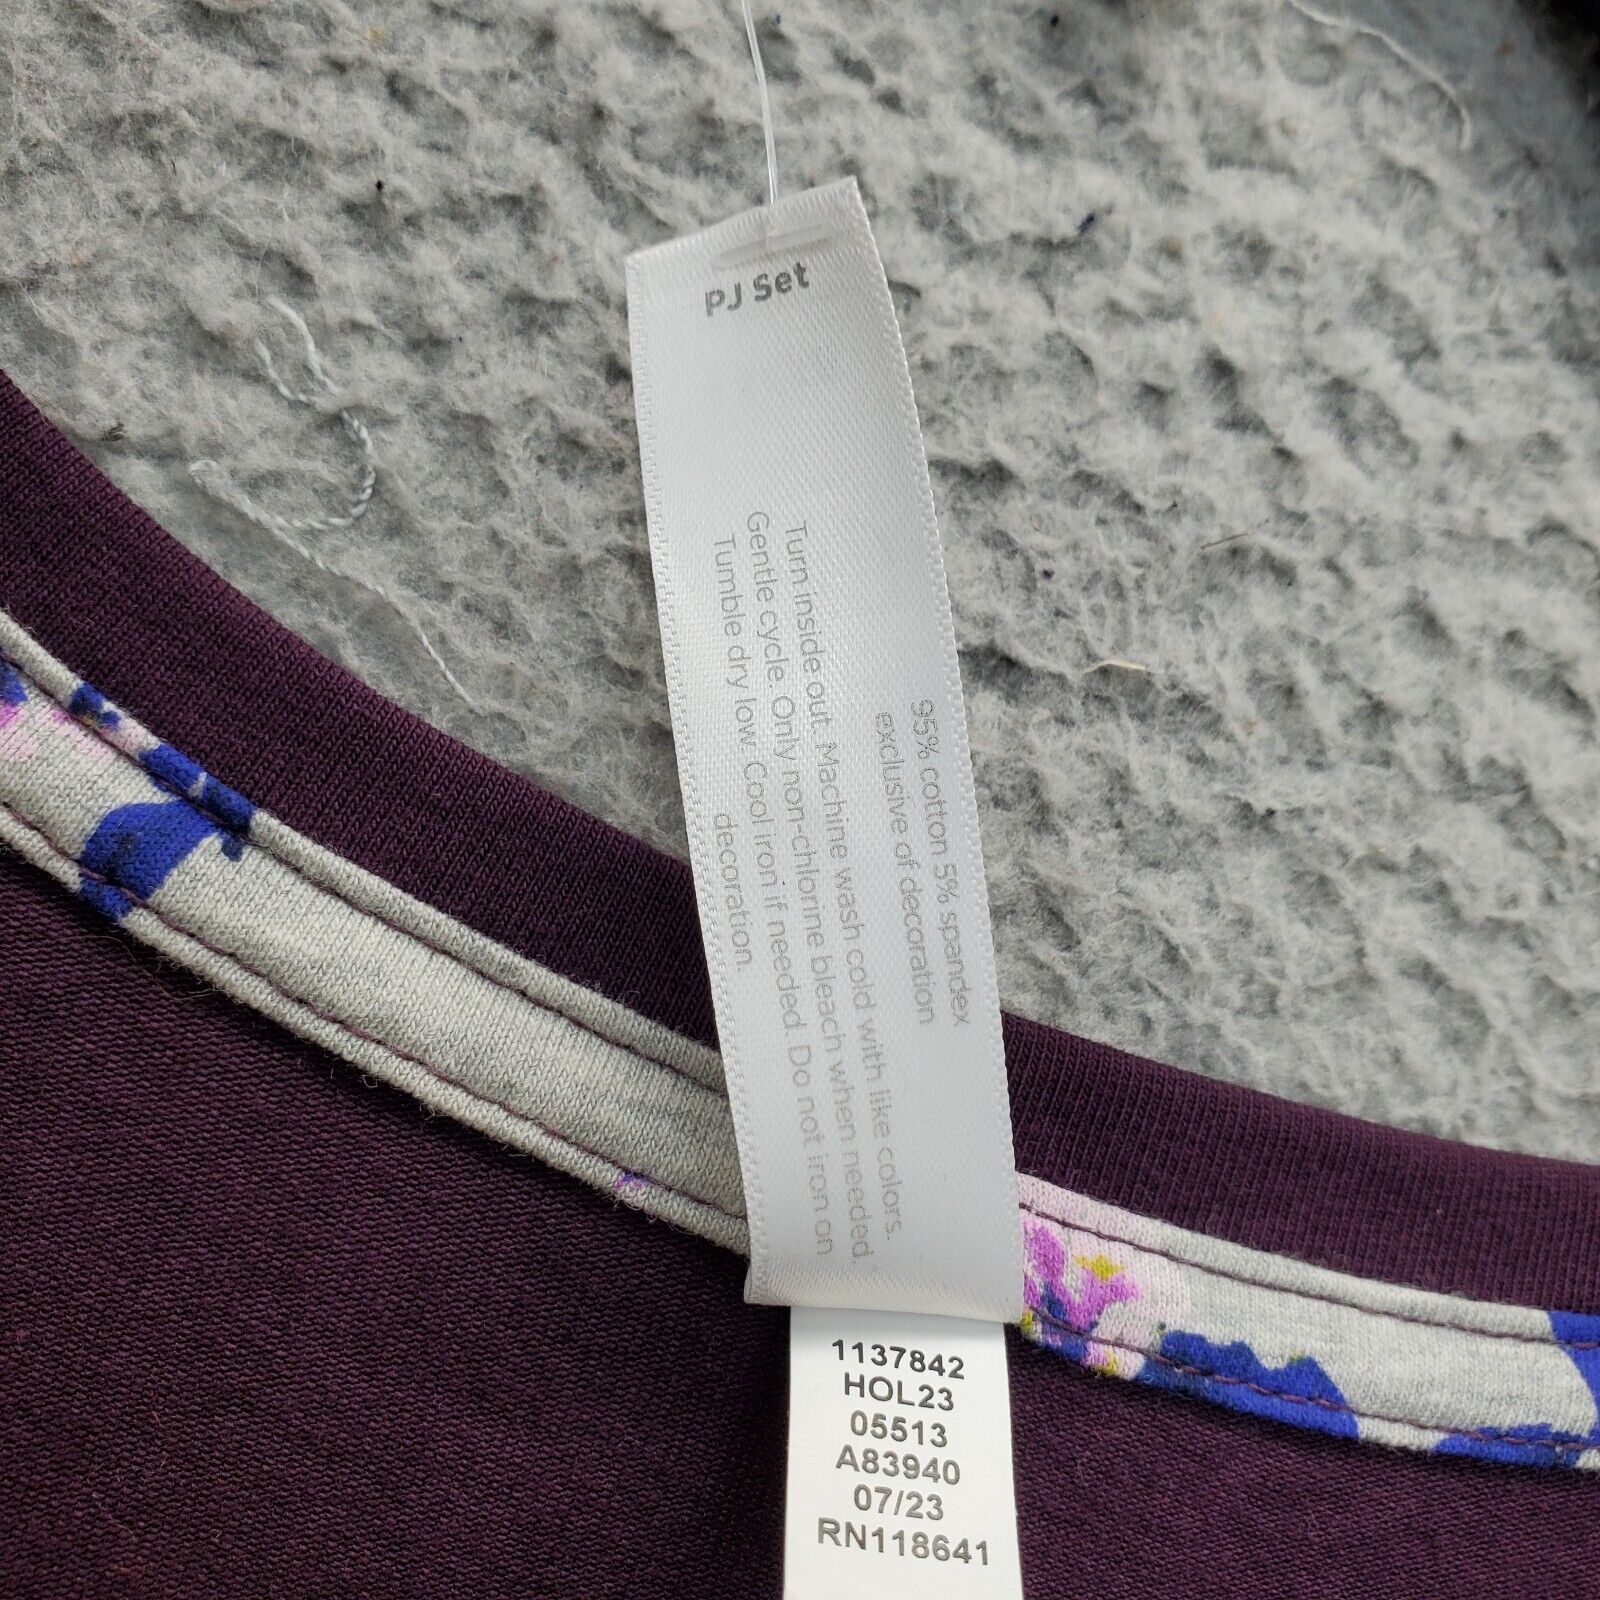 PJ Set
95% cotton 5% spandex
exclusive of decoration
Turn inside out. Machine wash cold with like colors.
Gentle cycle. Only non-chlorine bleach when needed.
Tumble dry low. Cool iron if needed Do not iron on
decoration.
1137842
HOL23
05513
A83940
07/23
RN118641